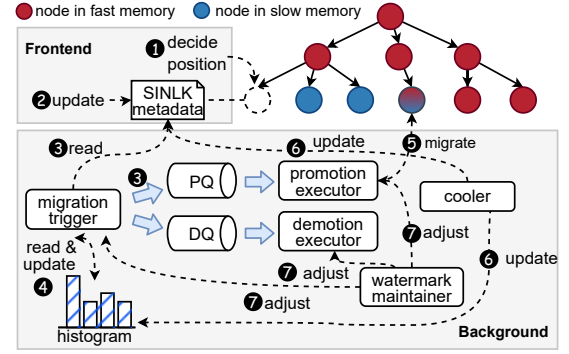 node in fast memory
node in slow memory
Frontend
1 decide
position
2 update
SINLK
metadata
3 read
6 update
5 migrate
3
PQ
promotion
executor
cooler
migration
trigger
DQ
demotion
executor
7 adjust
6 update
read &
update
4
7 adjust
watermark
maintainer
7 adjust
histogram
Background